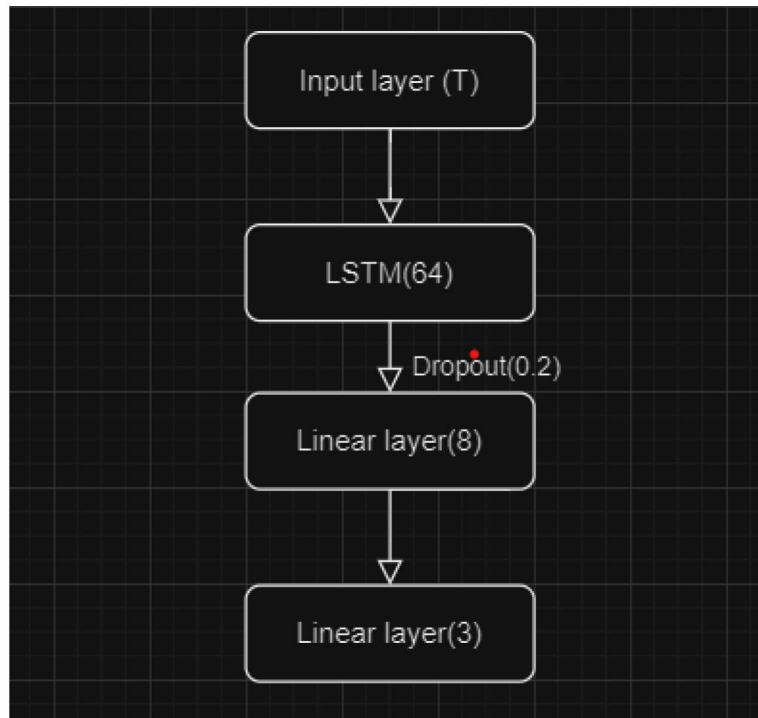 Input layer (T)
LSTM(64)
Dropout(0.2)
Linear layer(8)
Linear layer(3)